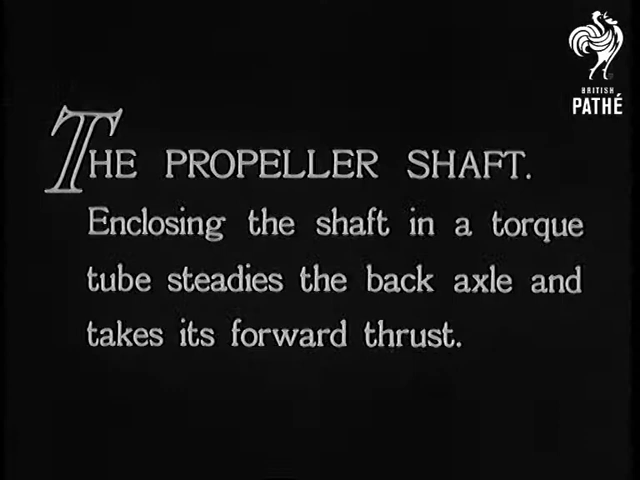 BRITISH
PATHÉ
THE PROPELLER SHAFT.
Enclosing the shaft in a torque
tube steadies the back axle and
takes its forward thrust.